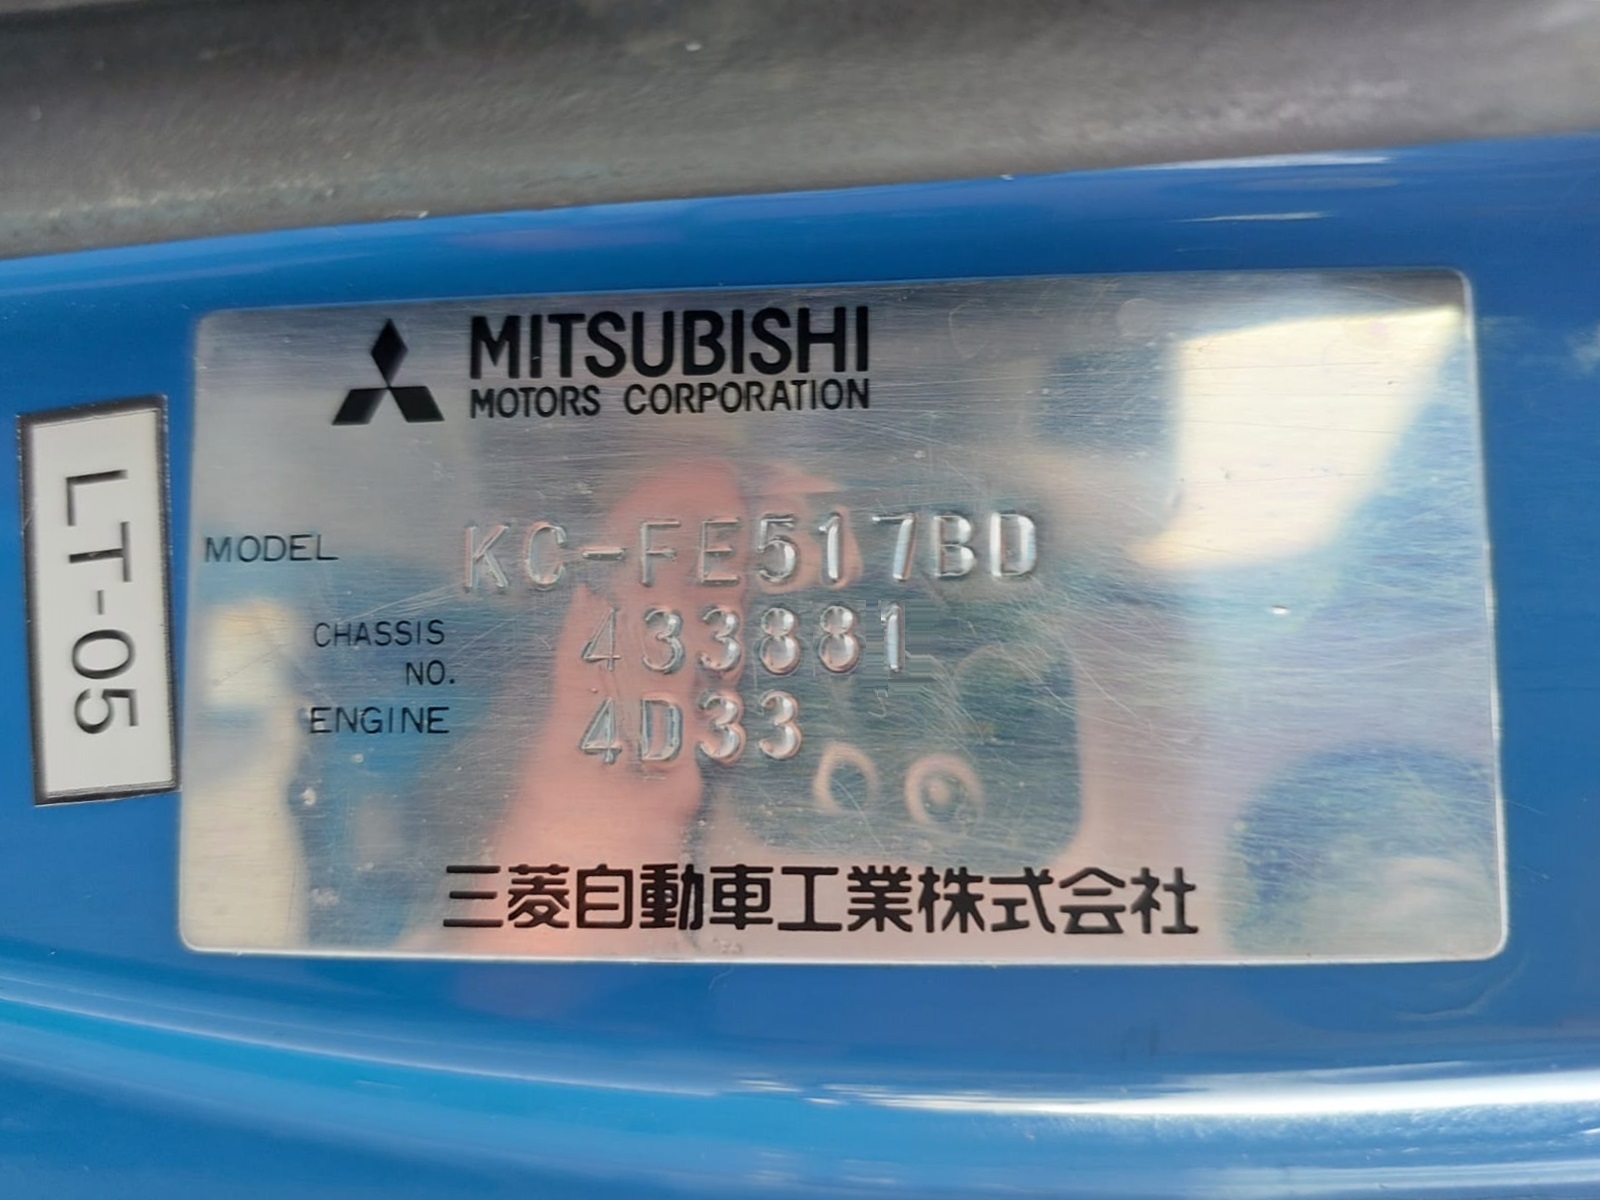 MITSUBISHI
MOTORS CORPORATION
MODEL KC-FE517BD
CHASSIS NO. 433881
ENGINE 4D33
三菱自動車工業株式会社
LT-05